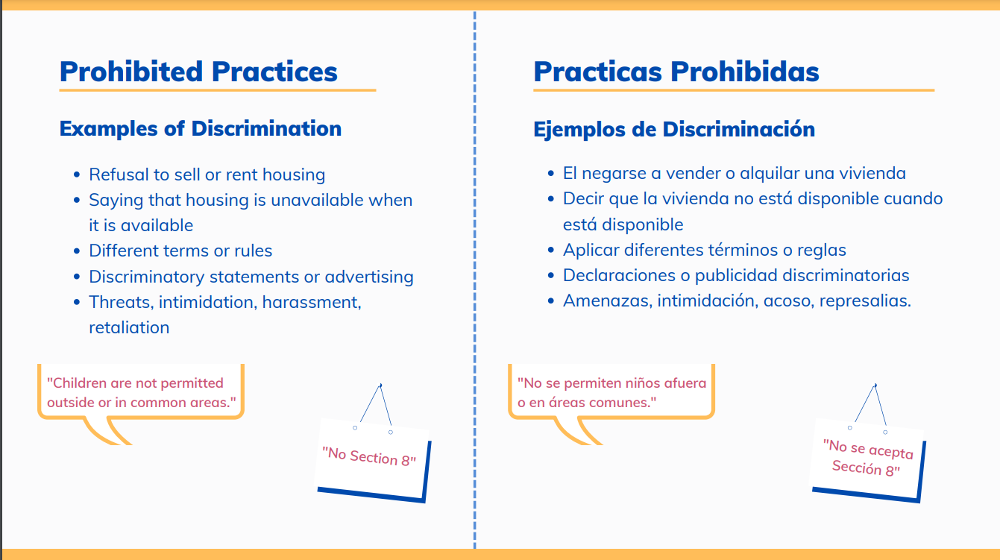 Prohibited Practices
Examples of Discrimination
• Refusal to sell or rent housing
• Saying that housing is unavailable when
it is available
• Different terms or rules
• Discriminatory statements or advertising
• Threats, intimidation, harassment,
retaliation
"Children are not permitted
outside or in common areas."
"No Section 8"
Practicas Prohibidas
Ejemplos de Discriminación
• El negarse a vender o alquilar una vivienda
• Decir que la vivienda no está disponible cuando
está disponible
• Aplicar diferentes términos o reglas
• Declaraciones o publicidad discriminatorias
• Amenazas, intimidación, acoso, represalias.
"No se permiten niños afuera
o en áreas comunes."
"No se acepta
Sección 8"